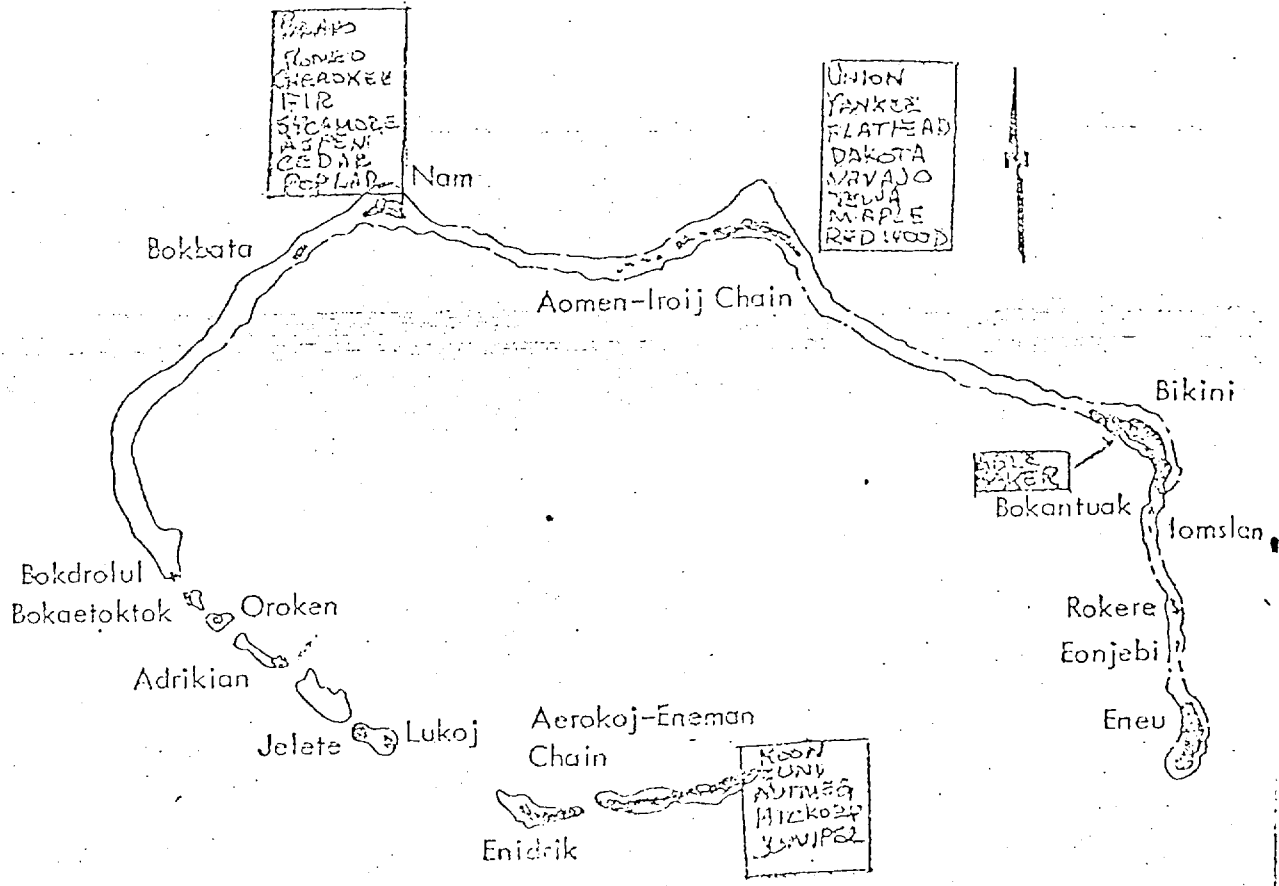 BRAVO
ROMEO
CHEROKEE
FIR
SYCAMORE
ASPEN
CEDAR
POPLAR
Nam
UNION
YANKEE
FLATHEAD
DAKOTA
NAVAJO
TEWA
MAPLE
REDWOOD
Bokbata
Aomen-Iroij Chain
Bikini
ABLE
BAKER
Bokantuak
Iomslan
Bokdrolul
Bokaetoktok
Oroken
Rokere
Eonjebi
Adrikian
Eneu
Jelete
Lukoj
Aerokoj-Eneman
Chain
KOON
ZUNI
NUTMEG
HICKORY
JUNIPER
Enidrik